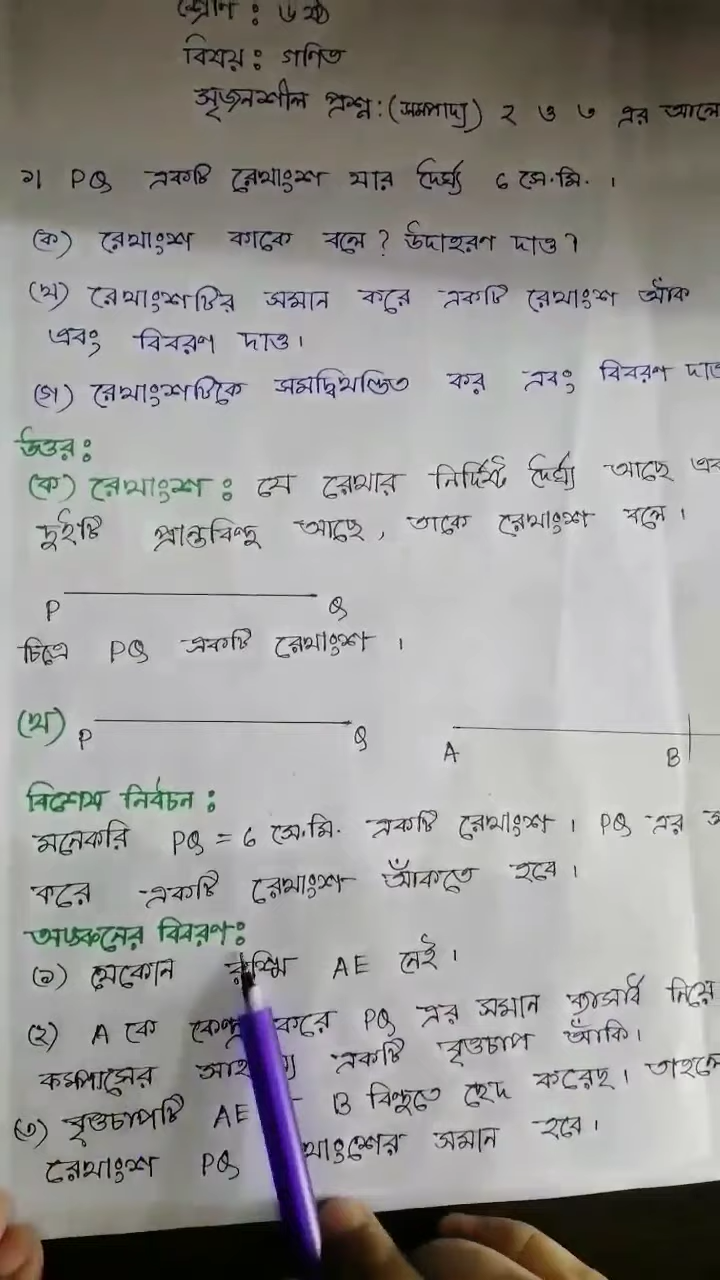 শ্রেণি : ৬ষ্ঠ
বিষয় : গণিত
সৃজনশীল প্রশ্ন : (সম্পাদ্য) ২ ও ৩ এর আলো
১। PQ একটি রেখাংশ যার দৈর্ঘ্য 6 সে.মি. ।
(ক) রেখাংশ কাকে বলে ? উদাহরণ দাও ?
(খ) রেখাংশটির সমান করে একটি রেখাংশ আঁক
এবং বিবরণ দাও ।
(গ) রেখাংশটিকে সমদ্বিখন্ডিত কর এবং বিবরণ দাও
উত্তর :
(ক) রেখাংশ : যে রেখার নির্দিষ্ট দৈর্ঘ্য আছে এব
দুইটি প্রান্তবিন্দু আছে, তাকে রেখাংশ বলে ।
P Q
চিত্রে PQ একটি রেখাংশ ।
(খ) P Q A B
বিশেষ নির্বচন :
মনেকরি PQ = 6 সে.মি. একটি রেখাংশ । PQ এর
করে একটি রেখাংশ আঁকতে হবে ।
অঙ্কনের বিবরণ :
(১) যেকোন রশ্মি AE নেই ।
(২) A কে কেন্দ্র করে PQ এর সমান ব্যাসার্ধ নিয়ে
কম্পাসের একটি বৃত্তচাপ আঁকি ।
(৩) বৃত্তচাপটি AE B বিন্দুতে ছেদ করেছে । তাহলে
রেখাংশ PQ সমান হবে ।